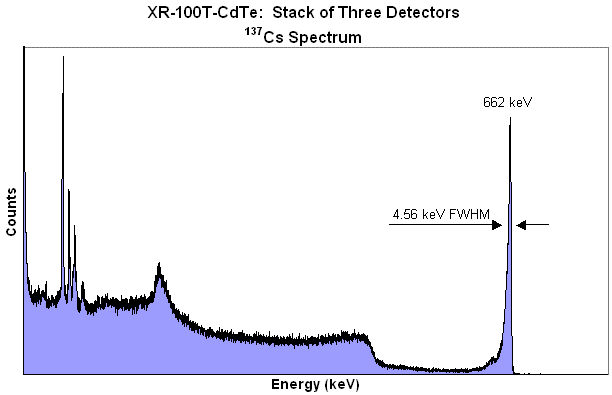 XR-100T-CdTe: Stack of Three Detectors
¹³⁷Cs Spectrum
662 keV
4.56 keV FWHM
Counts
Energy (keV)